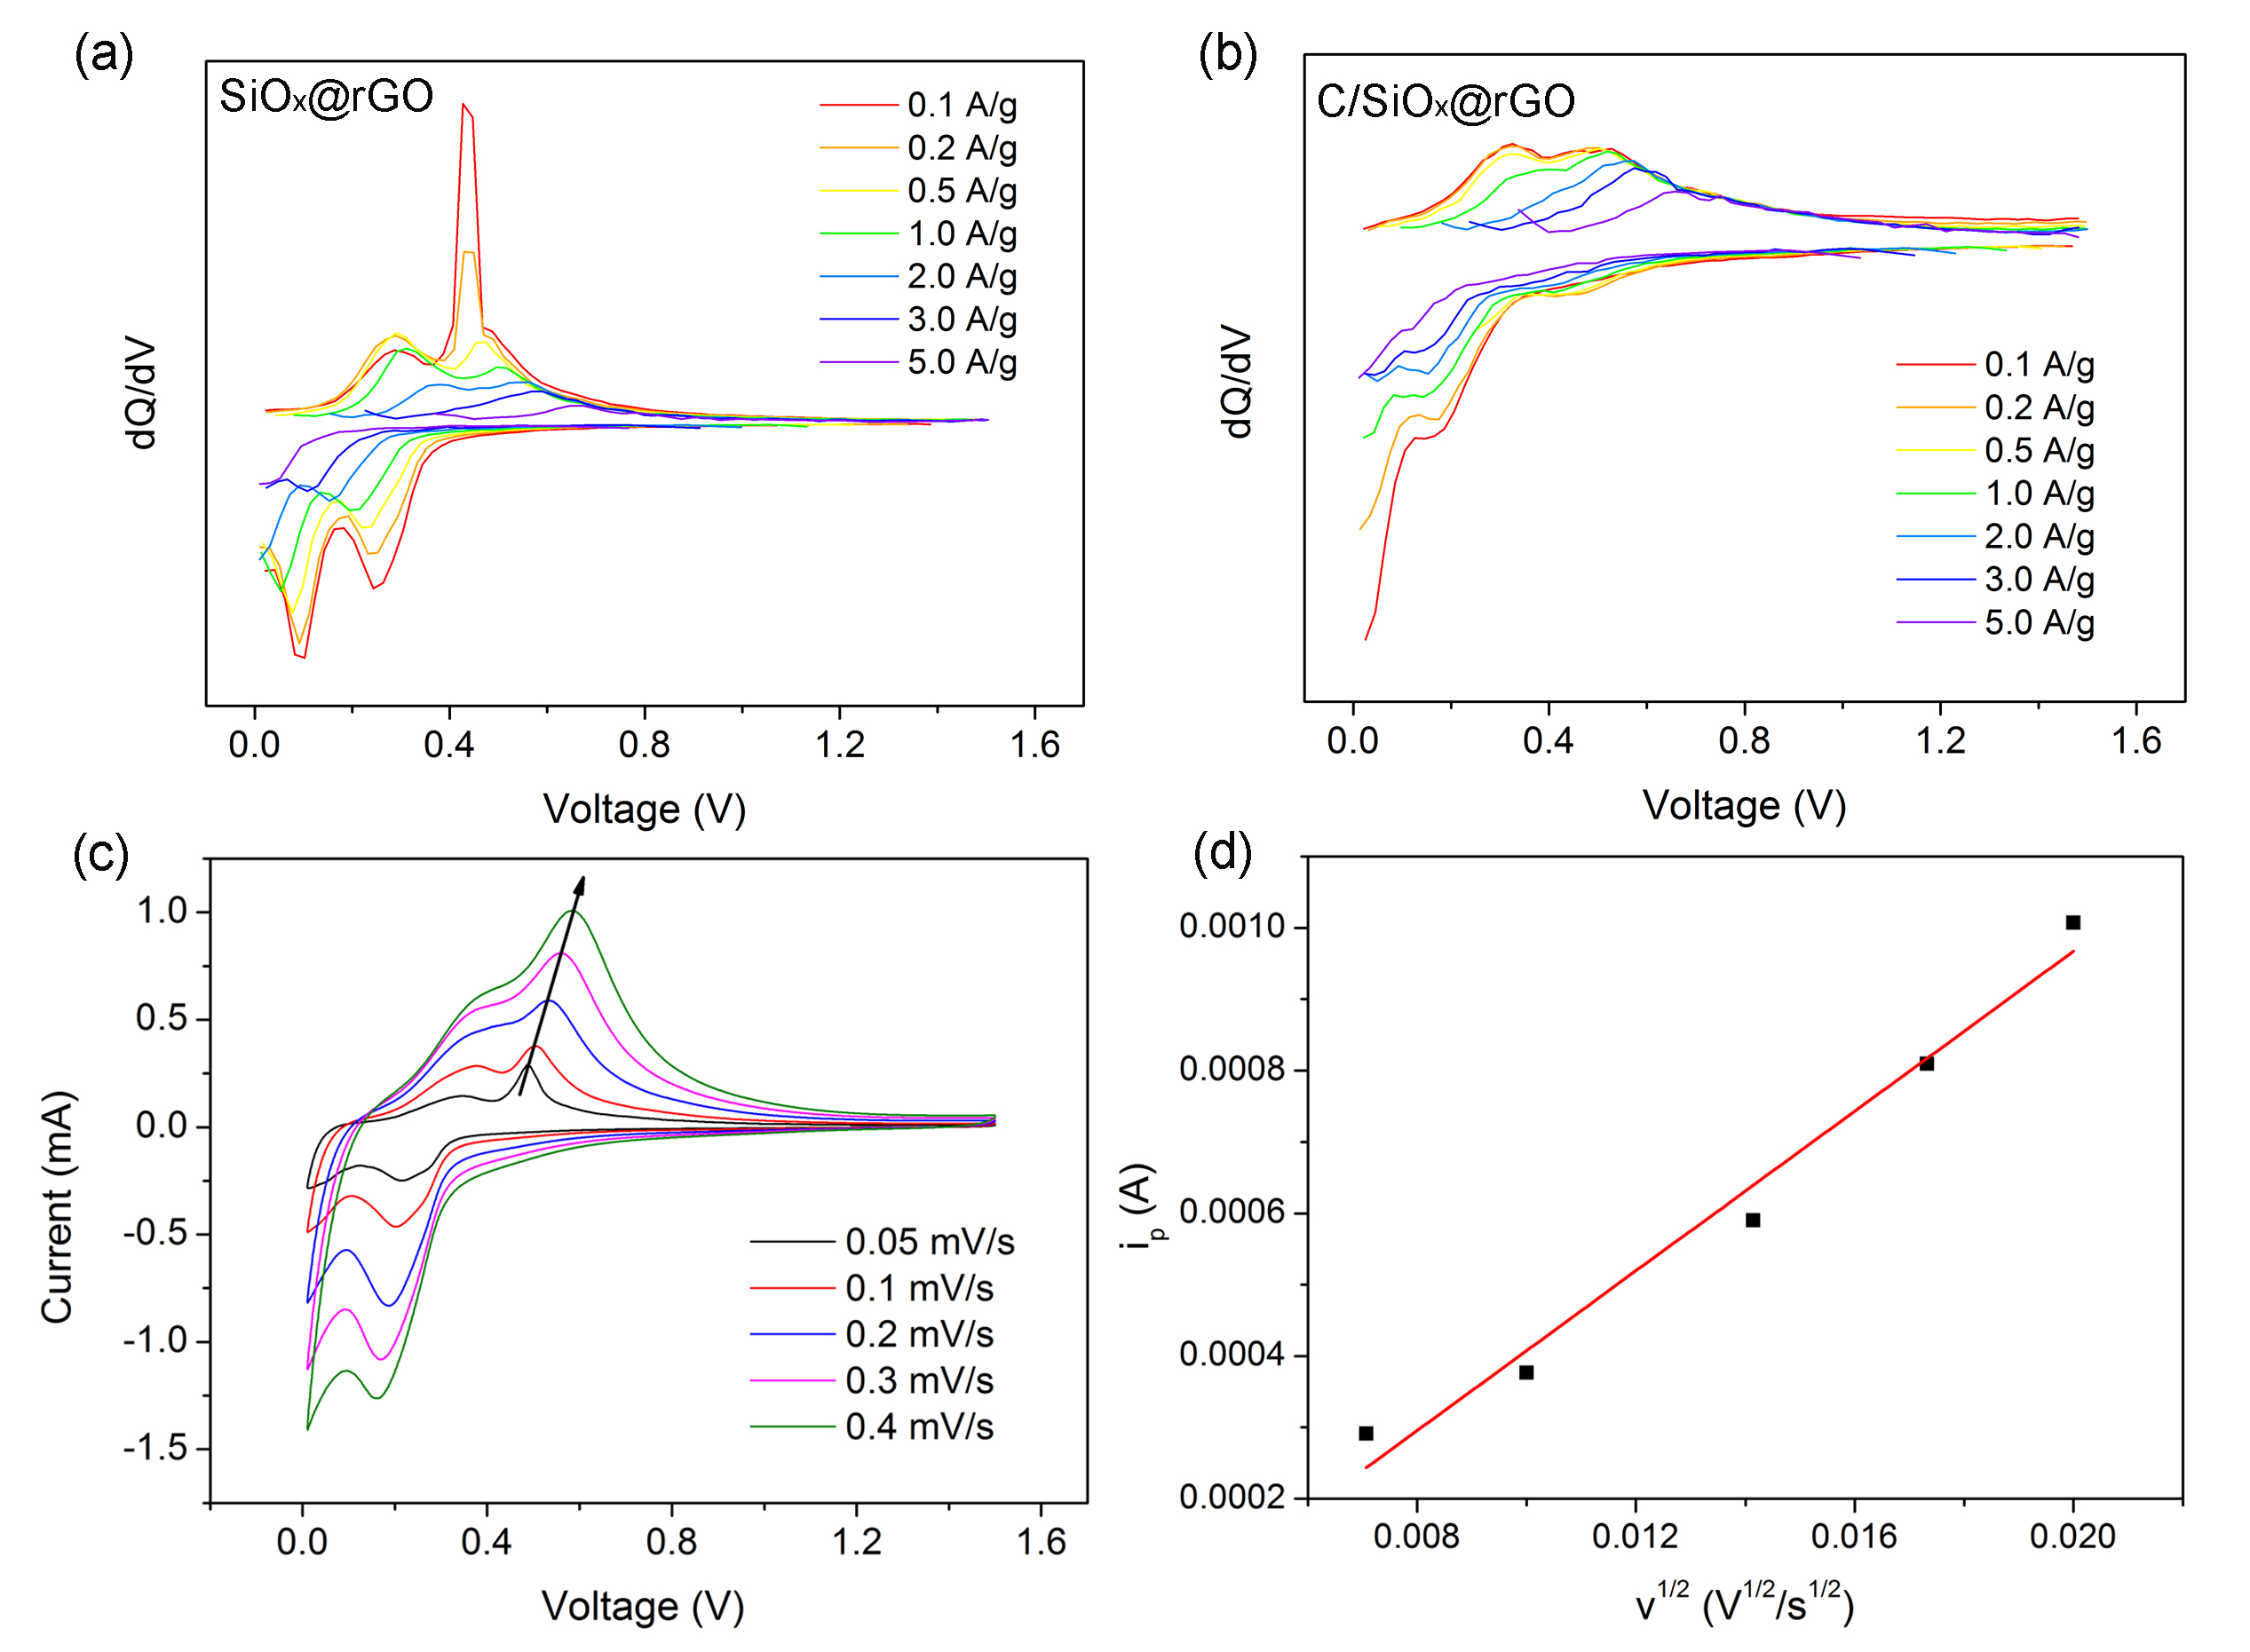 (a)
SiOx@rGO
0.1 A/g
0.2 A/g
0.5 A/g
1.0 A/g
2.0 A/g
3.0 A/g
5.0 A/g
dQ/dV
0.0 0.4 0.8 1.2 1.6
Voltage (V)
(b)
C/SiOx@rGO
dQ/dV
0.1 A/g
0.2 A/g
0.5 A/g
1.0 A/g
2.0 A/g
3.0 A/g
5.0 A/g
0.0 0.4 0.8 1.2 1.6
Voltage (V)
(c)
1.0
0.5
0.0
-0.5
-1.0
-1.5
Current (mA)
0.05 mV/s
0.1 mV/s
0.2 mV/s
0.3 mV/s
0.4 mV/s
0.0 0.4 0.8 1.2 1.6
Voltage (V)
(d)
0.0010
0.0008
0.0006
0.0004
0.0002
ip (A)
0.008 0.012 0.016 0.020
v1/2 (V1/2/s1/2)